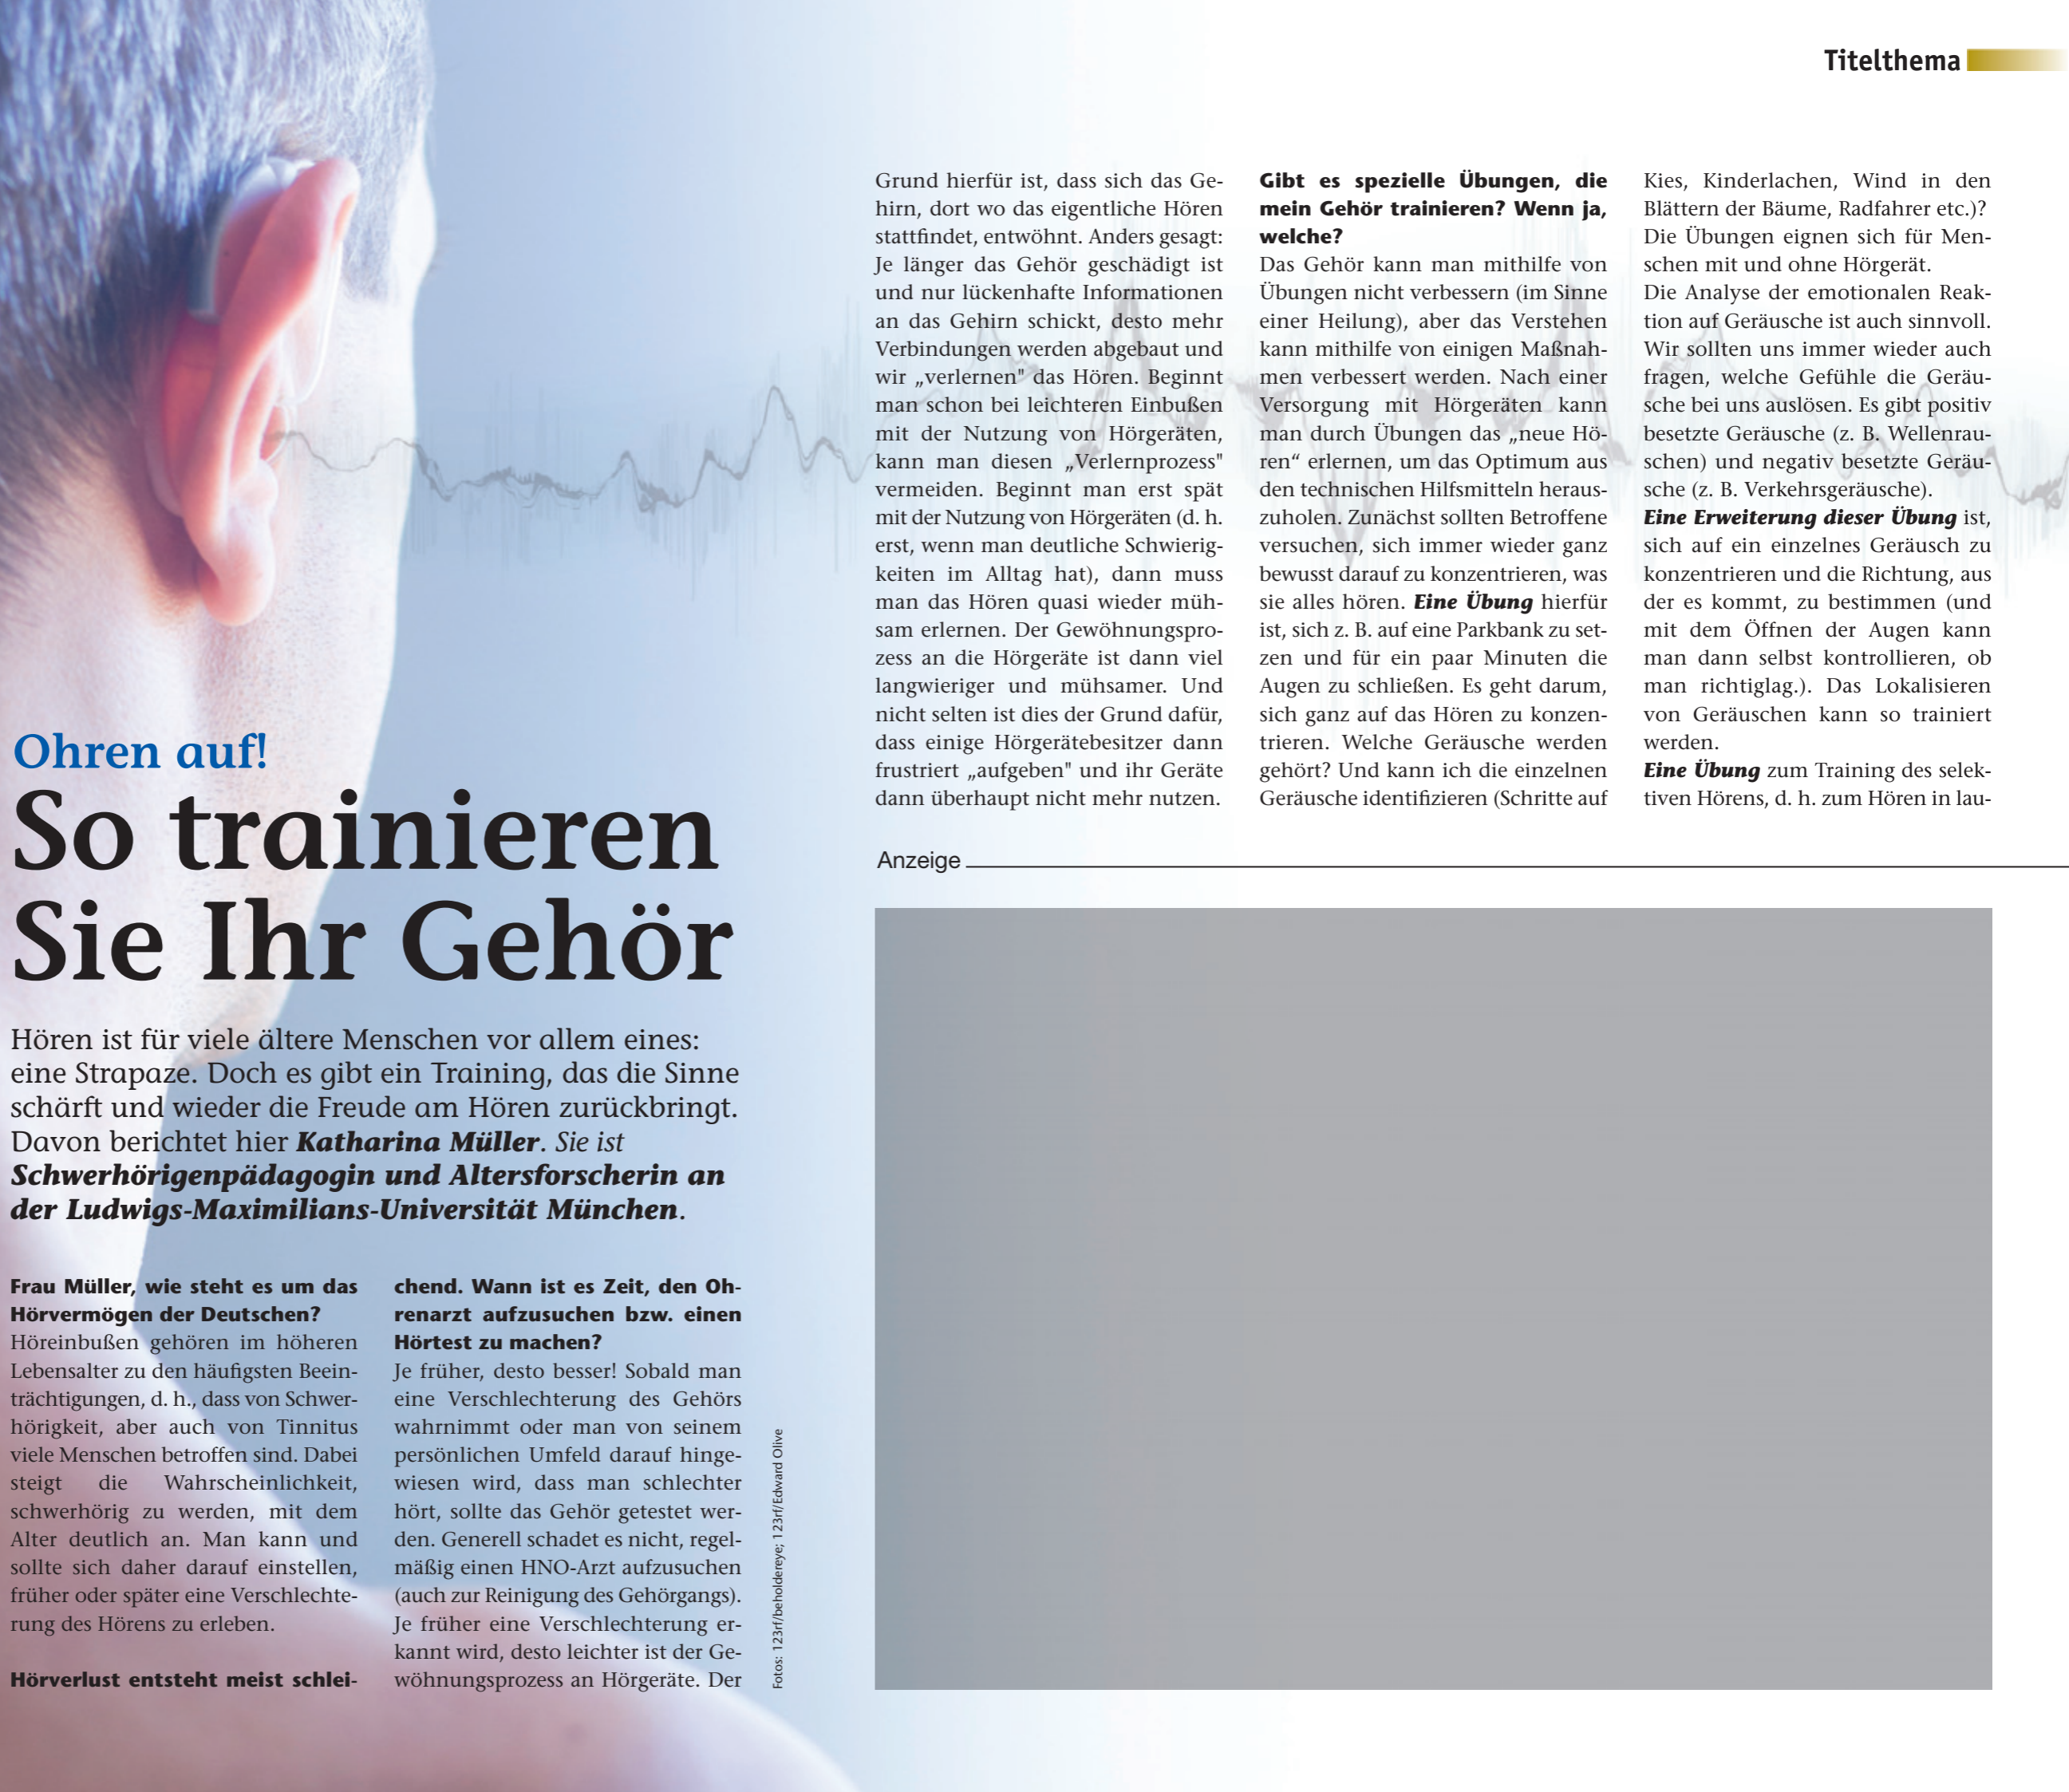 Titelthema
Ohren auf!
So trainieren
Sie Ihr Gehör
Hören ist für viele ältere Menschen vor allem eines:
eine Strapaze. Doch es gibt ein Training, das die Sinne
schärft und wieder die Freude am Hören zurückbringt.
Davon berichtet hier Katharina Müller. Sie ist
Schwerhörigenpädagogin und Altersforscherin an
der Ludwigs-Maximilians-Universität München.
Frau Müller, wie steht es um das
Hörvermögen der Deutschen?
Höreinbußen gehören im höheren
Lebensalter zu den häufigsten Beein-
trächtigungen, d. h., dass von Schwer-
hörigkeit, aber auch von Tinnitus
viele Menschen betroffen sind. Dabei
steigt die Wahrscheinlichkeit,
schwerhörig zu werden, mit dem
Alter deutlich an. Man kann und
sollte sich daher darauf einstellen,
früher oder später eine Verschlechte-
rung des Hörens zu erleben.
Hörverlust entsteht meist schlei-
chend. Wann ist es Zeit, den Oh-
renarzt aufzusuchen bzw. einen
Hörtest zu machen?
Je früher, desto besser! Sobald man
eine Verschlechterung des Gehörs
wahrnimmt oder man von seinem
persönlichen Umfeld darauf hinge-
wiesen wird, dass man schlechter
hört, sollte das Gehör getestet wer-
den. Generell schadet es nicht, regel-
mäßig einen HNO-Arzt aufzusuchen
(auch zur Reinigung des Gehörgangs).
Je früher eine Verschlechterung er-
kannt wird, desto leichter ist der Ge-
wöhnungsprozess an Hörgeräte. Der
Fotos: 123rf/beholdereye; 123rf/Edward Olive
Grund hierfür ist, dass sich das Ge-
hirn, dort wo das eigentliche Hören
stattfindet, entwöhnt. Anders gesagt:
Je länger das Gehör geschädigt ist
und nur lückenhafte Informationen
an das Gehirn schickt, desto mehr
Verbindungen werden abgebaut und
wir „verlernen" das Hören. Beginnt
man schon bei leichteren Einbußen
mit der Nutzung von Hörgeräten,
kann man diesen „Verlernprozess"
vermeiden. Beginnt man erst spät
mit der Nutzung von Hörgeräten (d. h.
erst, wenn man deutliche Schwierig-
keiten im Alltag hat), dann muss
man das Hören quasi wieder müh-
sam erlernen. Der Gewöhnungspro-
zess an die Hörgeräte ist dann viel
langwieriger und mühsamer. Und
nicht selten ist dies der Grund dafür,
dass einige Hörgerätebesitzer dann
frustriert „aufgeben" und ihr Geräte
dann überhaupt nicht mehr nutzen.
Gibt es spezielle Übungen, die
mein Gehör trainieren? Wenn ja,
welche?
Das Gehör kann man mithilfe von
Übungen nicht verbessern (im Sinne
einer Heilung), aber das Verstehen
kann mithilfe von einigen Maßnah-
men verbessert werden. Nach einer
Versorgung mit Hörgeräten kann
man durch Übungen das „neue Hö-
ren“ erlernen, um das Optimum aus
den technischen Hilfsmitteln heraus-
zuholen. Zunächst sollten Betroffene
versuchen, sich immer wieder ganz
bewusst darauf zu konzentrieren, was
sie alles hören. Eine Übung hierfür
ist, sich z. B. auf eine Parkbank zu set-
zen und für ein paar Minuten die
Augen zu schließen. Es geht darum,
sich ganz auf das Hören zu konzen-
trieren. Welche Geräusche werden
gehört? Und kann ich die einzelnen
Geräusche identifizieren (Schritte auf
Kies, Kinderlachen, Wind in den
Blättern der Bäume, Radfahrer etc.)?
Die Übungen eignen sich für Men-
schen mit und ohne Hörgerät.
Die Analyse der emotionalen Reak-
tion auf Geräusche ist auch sinnvoll.
Wir sollten uns immer wieder auch
fragen, welche Gefühle die Geräu-
sche bei uns auslösen. Es gibt positiv
besetzte Geräusche (z. B. Wellenrau-
schen) und negativ besetzte Geräu-
sche (z. B. Verkehrsgeräusche).
Eine Erweiterung dieser Übung ist,
sich auf ein einzelnes Geräusch zu
konzentrieren und die Richtung, aus
der es kommt, zu bestimmen (und
mit dem Öffnen der Augen kann
man dann selbst kontrollieren, ob
man richtiglag.). Das Lokalisieren
von Geräuschen kann so trainiert
werden.
Eine Übung zum Training des selek-
tiven Hörens, d. h. zum Hören in lau-
Anzeige